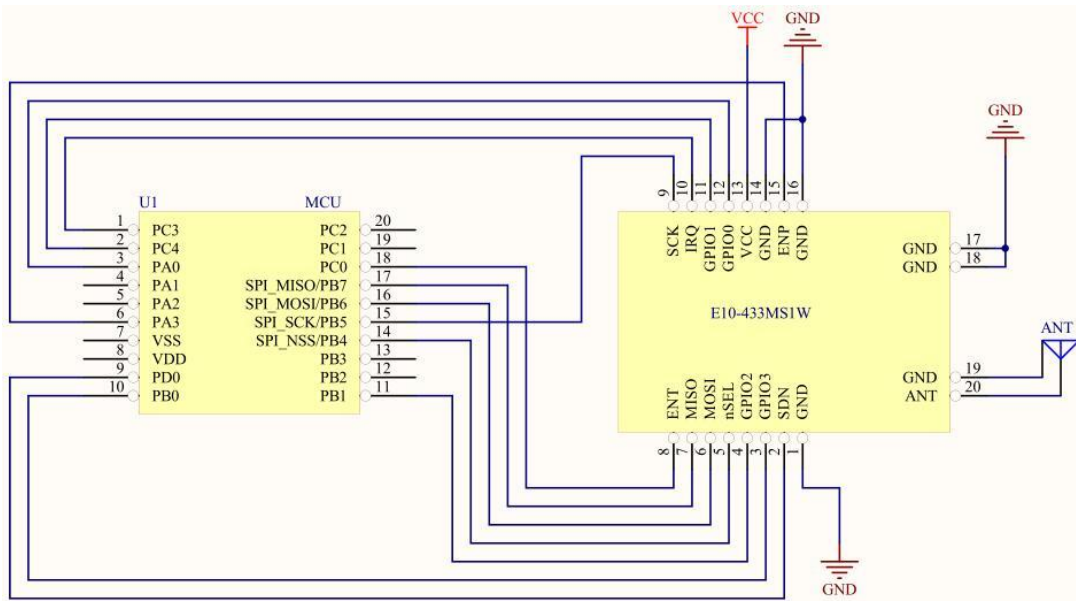 VCC
GND
GND
U1
MCU
1 PC3
2 PC4
3 PA0
4 PA1
5 PA2
6 PA3
7 VSS
8 VDD
9 PD0
10 PB0
PC2 20
PC1 19
PC0 18
SPI_MISO/PB7 17
SPI_MOSI/PB6 16
SPI_SCK/PB5 15
SPI_NSS/PB4 14
PB3 13
PB2 12
PB1 11
9 SCK
10 IRQ
11 GPIO1
12 GPIO0
13 VCC
14 GND
15 ENP
16 GND
GND 17
GND 18
E10-433MS1W
ANT
GND 19
ANT 20
ENT 8
MISO 7
MOSI 6
nSEL 5
GPIO2 4
GPIO3 3
SDN 2
GND 1
GND